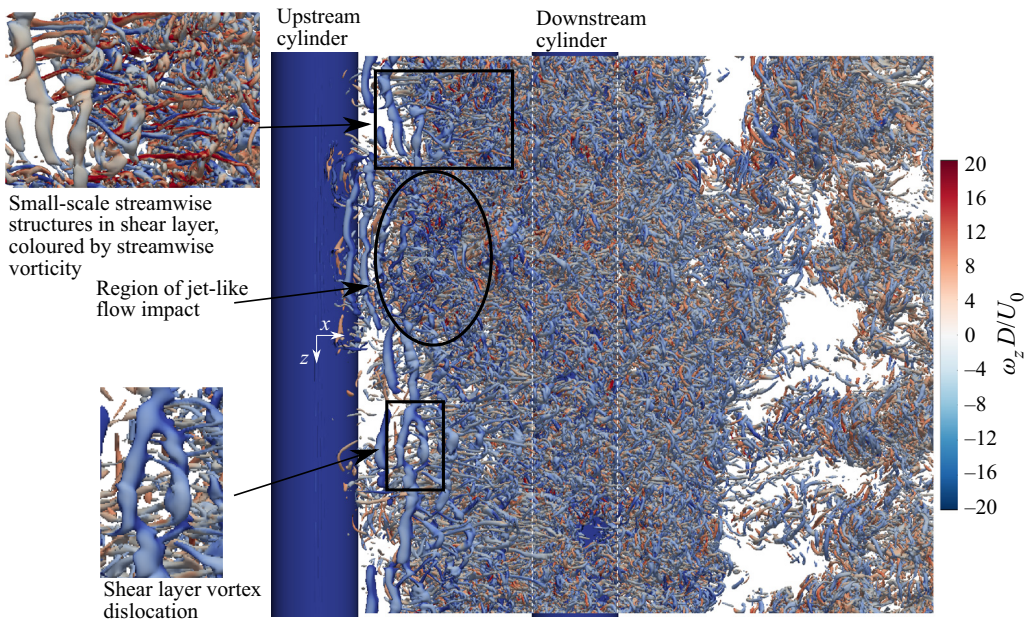 Upstream
cylinder
Downstream
cylinder
Small-scale streamwise
structures in shear layer,
coloured by streamwise
vorticity
Region of jet-like
flow impact
x
z
Shear layer vortex
dislocation
20
16
12
8
4
0
–4
–8
–12
–16
–20
ω_z D/U_0